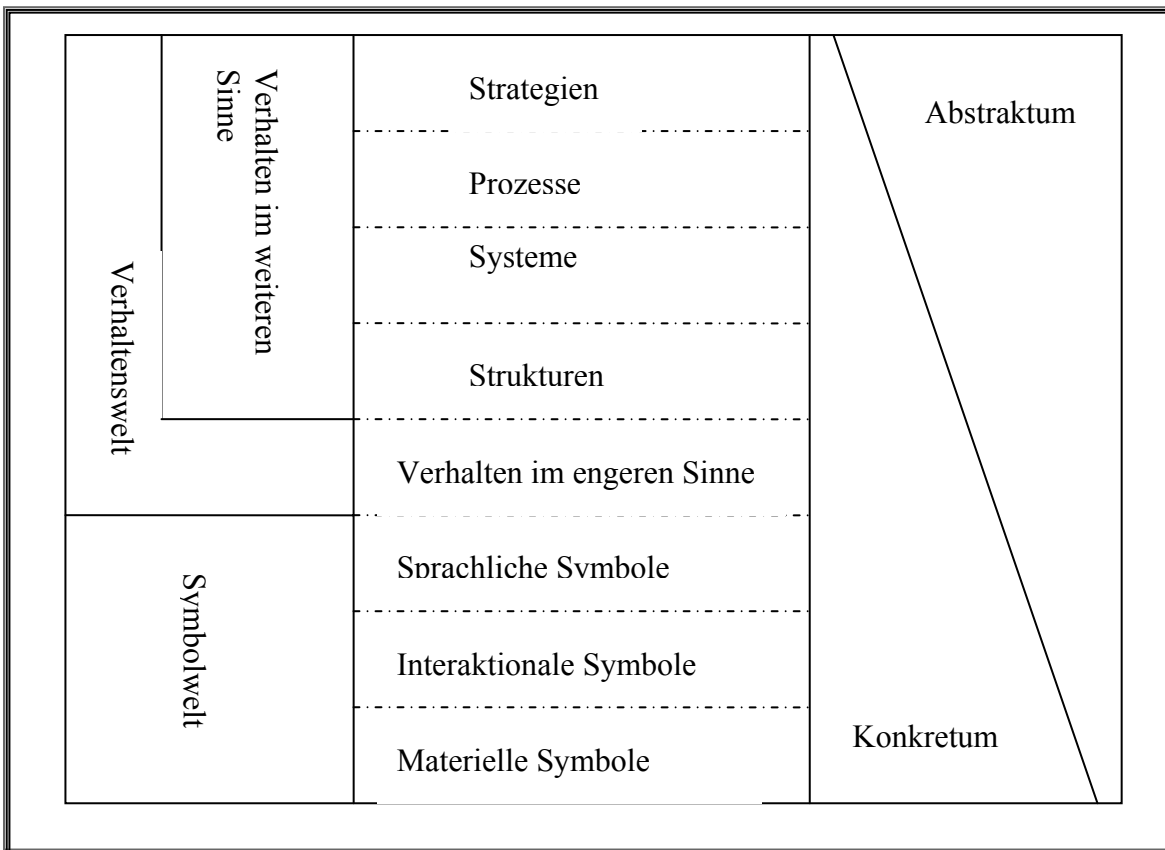 Verhaltenswelt
Verhalten im weiteren
Sinne
Symbolwelt
Strategien
Prozesse
Systeme
Strukturen
Verhalten im engeren Sinne
Sprachliche Symbole
Interaktionale Symbole
Materielle Symbole
Abstraktum
Konkretum